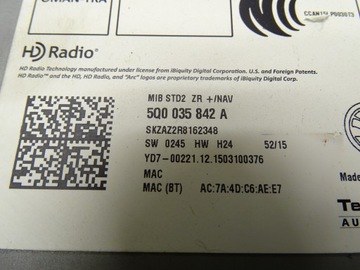 HD Radio®
HD Radio Technology manufactured under license from iBiquity Digital Corporation. U.S. and Foreign Patents.
HD Radio™ and the HD, HD Radio, and "Arc" logos are proprietary trademarks of iBiquity Digital Corp.
MIB STD2 ZR +/NAV
5Q0 035 842 A
SKZAZ2R8162348
SW 0245 HW H24 52/15
YD7-00221.12.1503100376
MAC
MAC (BT) AC:7A:4D:C6:AE:E7
Made
Te
AU